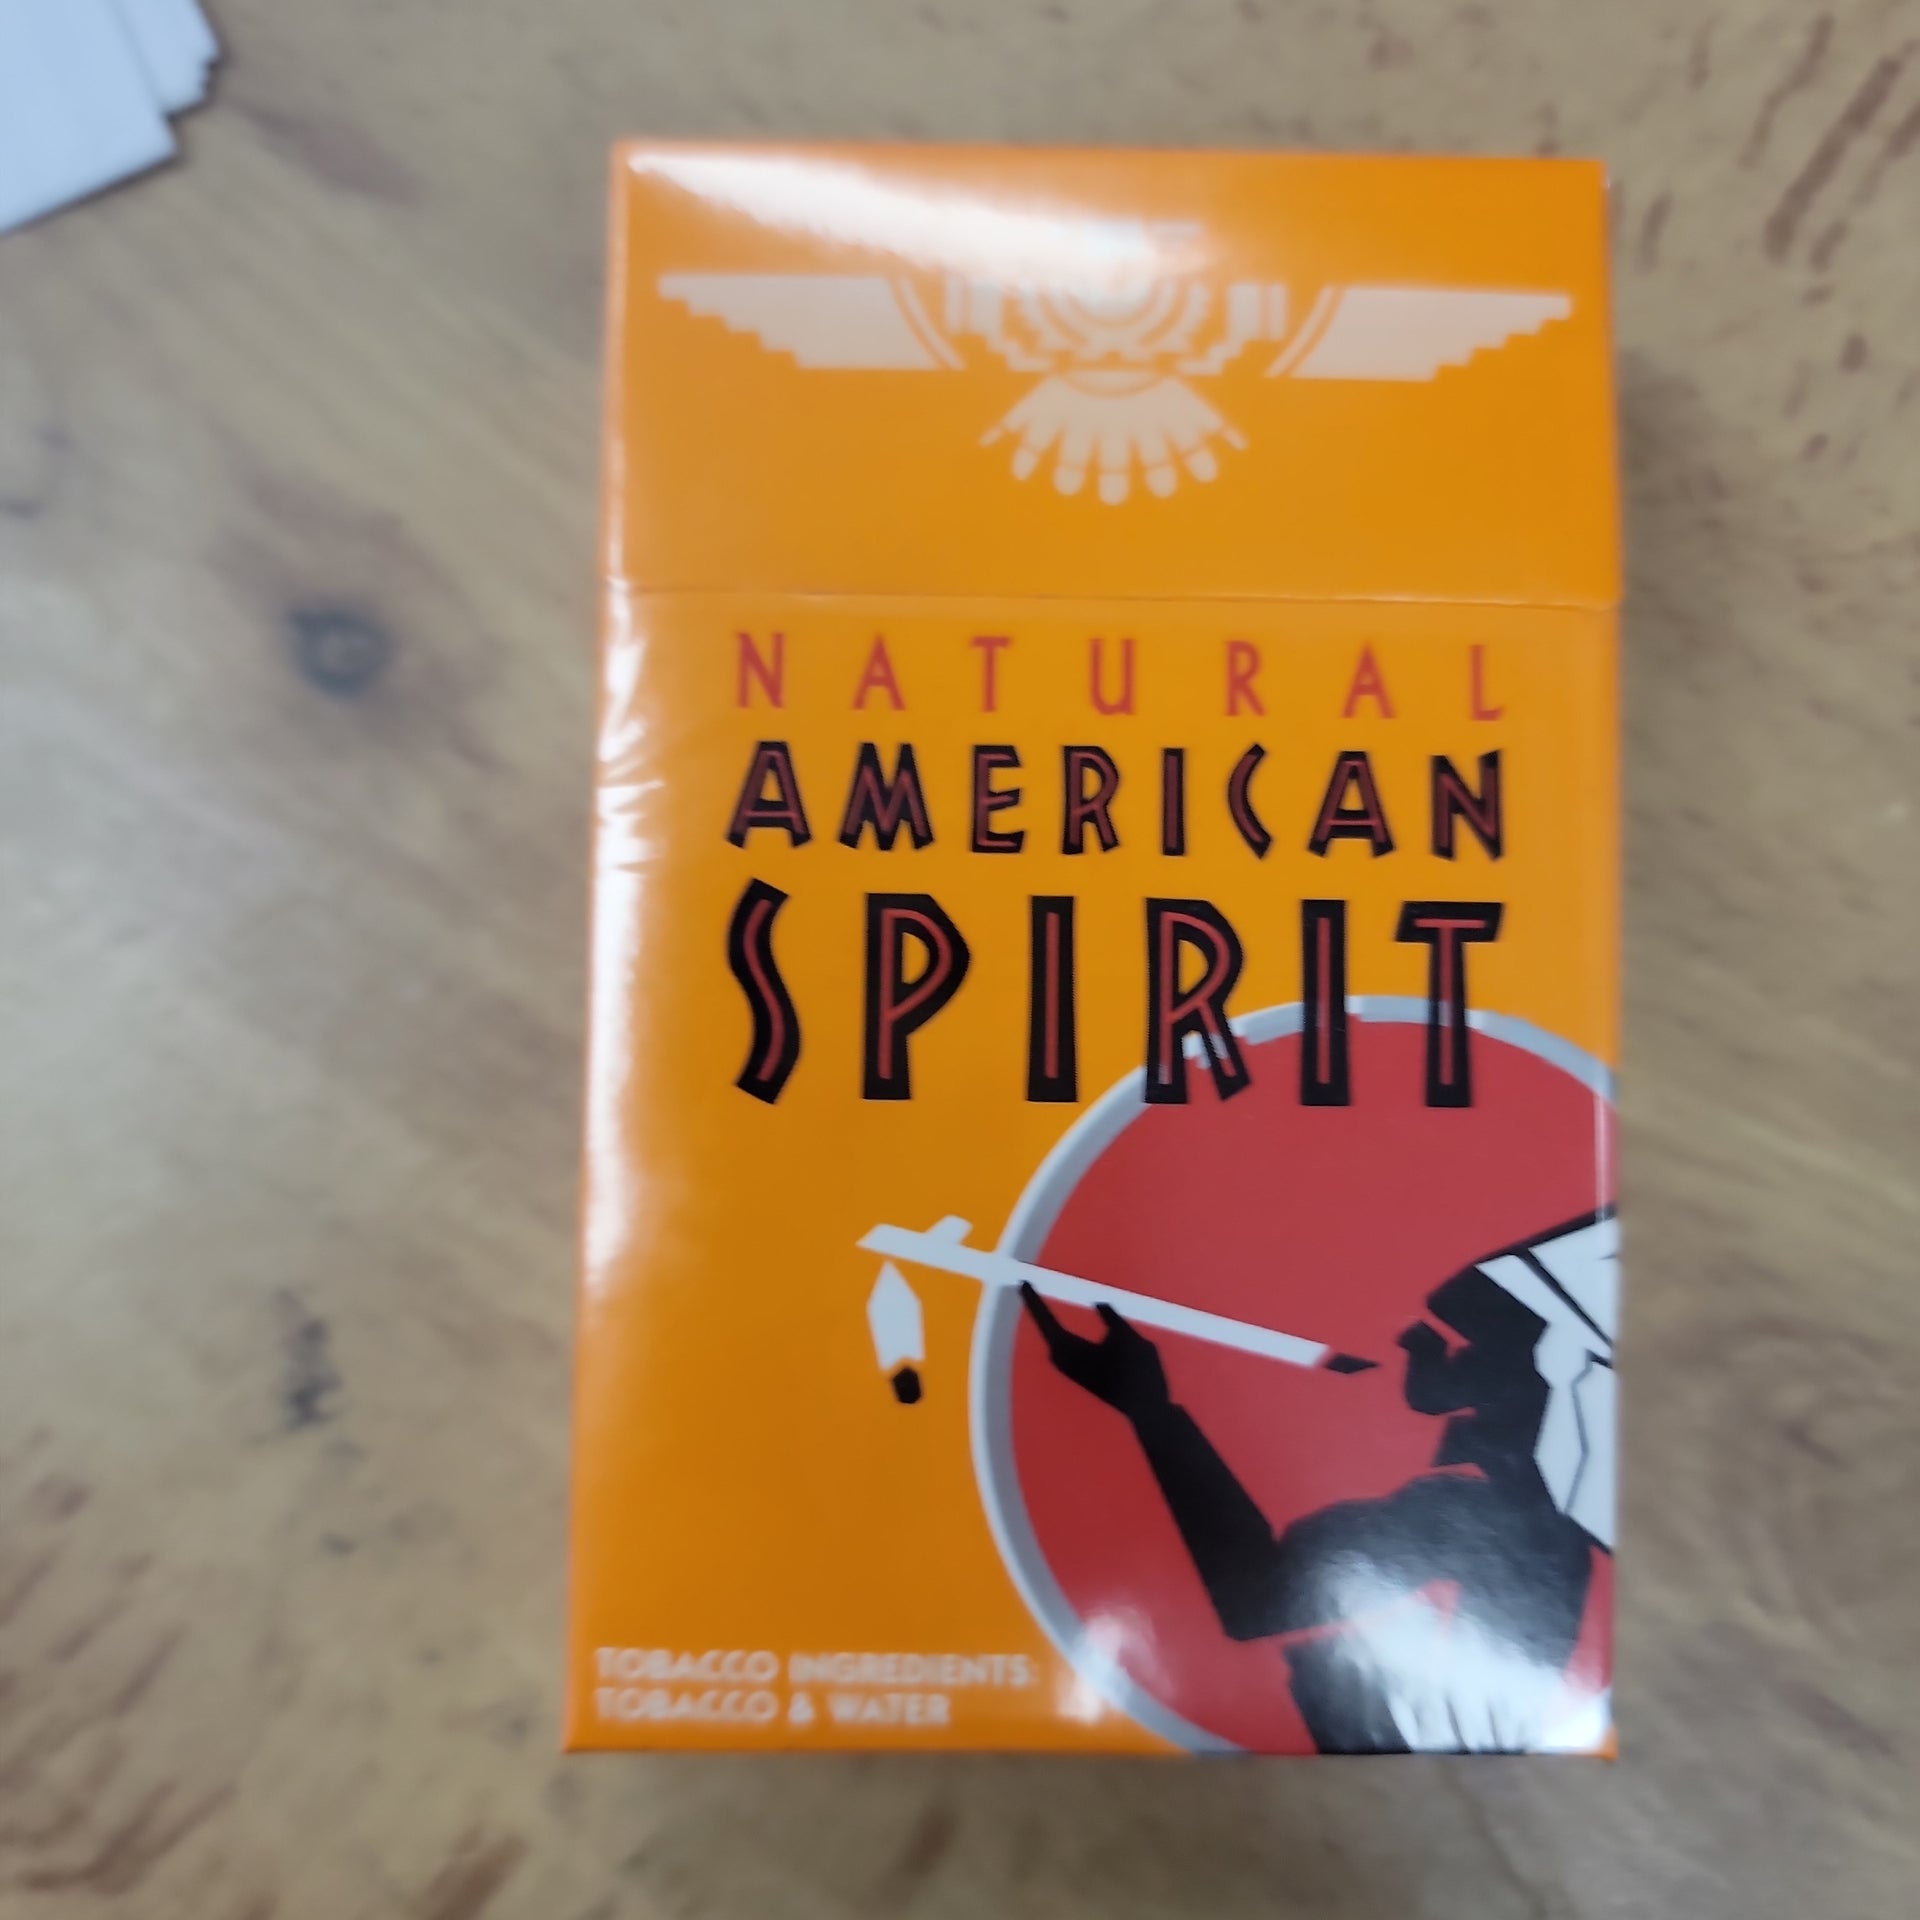 NATURAL
AMERICAN
SPIRIT
TOBACCO INGREDIENTS:
TOBACCO & WATER